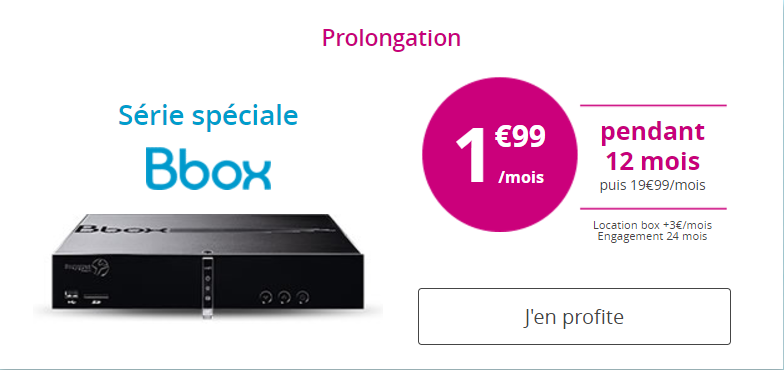 Prolongation
Série spéciale
Bbox
1€99
/mois
pendant
12 mois
puis 19€99/mois
Location box +3€/mois
Engagement 24 mois
Bbox
J'en profite